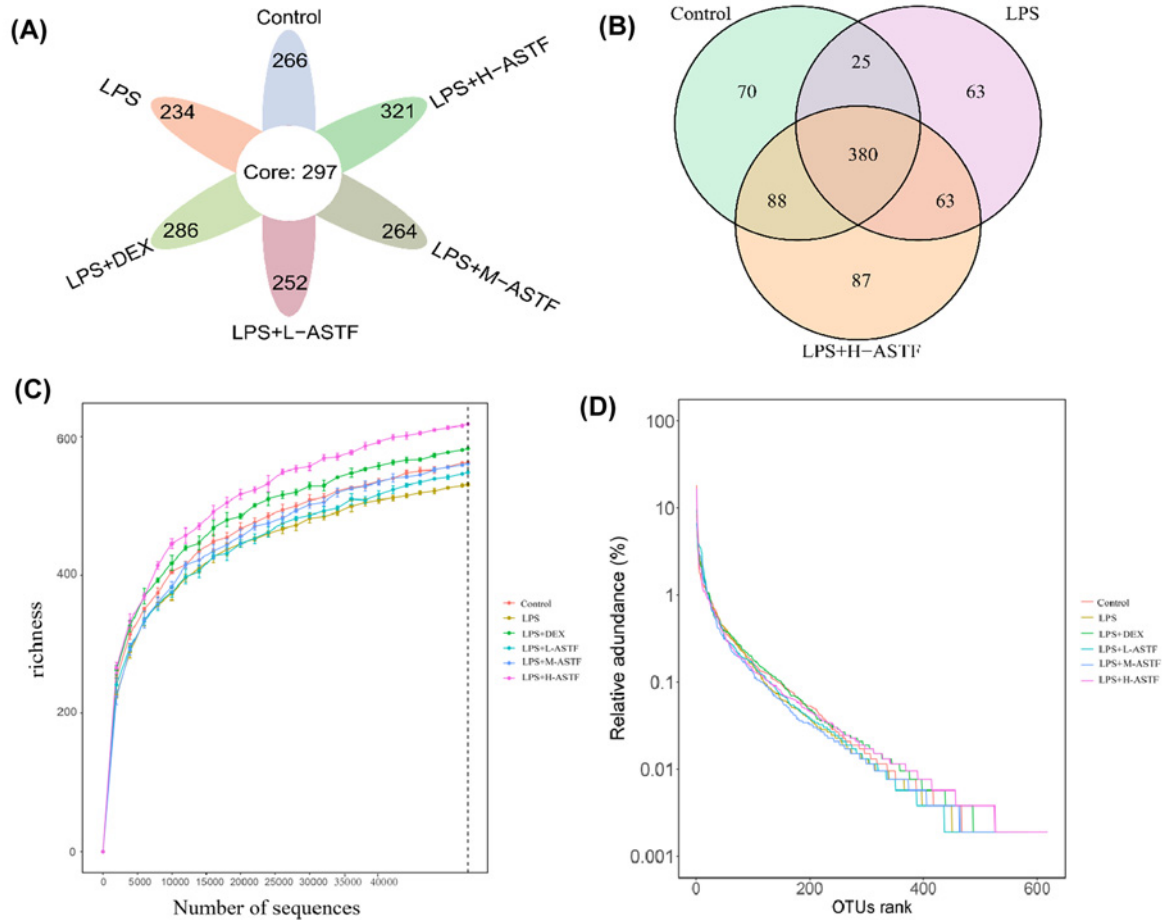 (A)
Control
266
LPS
234
LPS+H-ASTF
321
Core: 297
LPS+DEX
286
264
LPS+M-ASTF
252
LPS+L-ASTF
(B)
Control
LPS
25
70
63
380
88
63
87
LPS+H-ASTF
(C)
richness
600
400
200
0
0 5000 10000 15000 20000 25000 30000 35000 40000
Number of sequences
Control
LPS
LPS+DEX
LPS+L-ASTF
LPS+M-ASTF
LPS+H-ASTF
(D)
Relative adundance (%)
100
10
1
0.1
0.01
0.001
0 200 400 600
OTUs rank
Control
LPS
LPS+DEX
LPS+L-ASTF
LPS+M-ASTF
LPS+H-ASTF